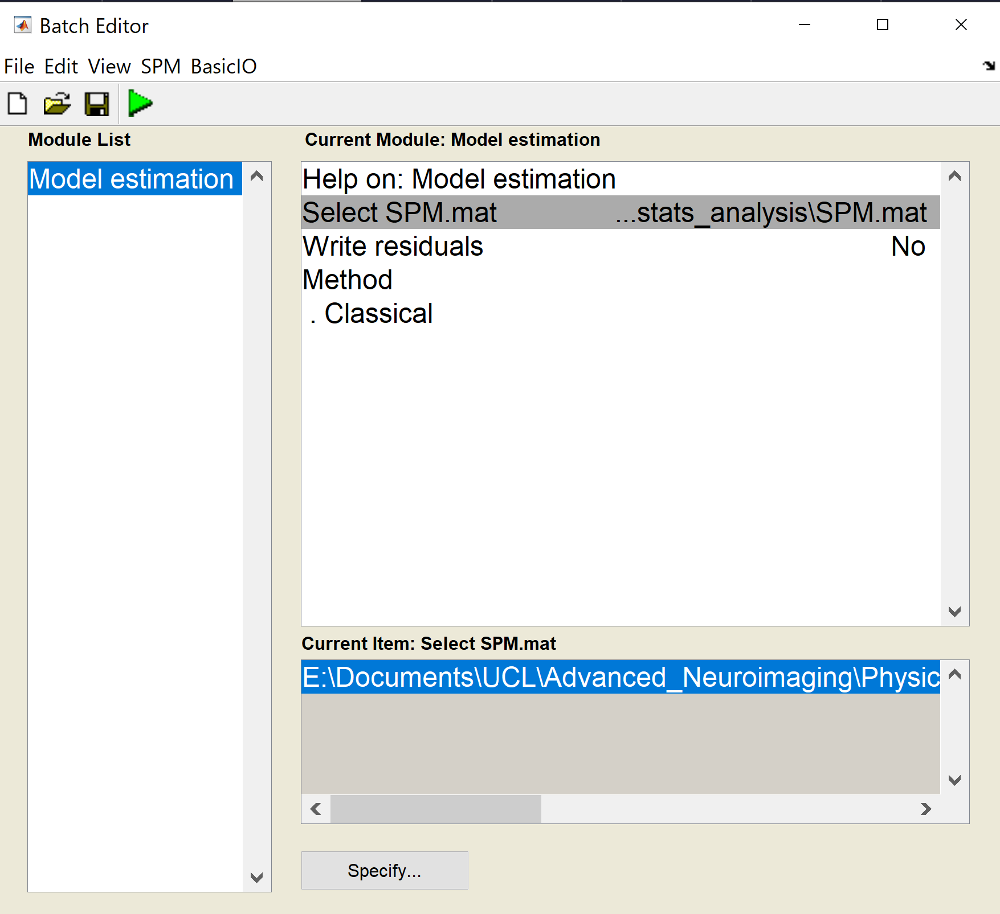 Batch Editor
File Edit View SPM BasicIO
Module List
Current Module: Model estimation
Model estimation
Help on: Model estimation
Select SPM.mat ...stats_analysis\SPM.mat
Write residuals No
Method
. Classical
Current Item: Select SPM.mat
E:\Documents\UCL\Advanced_Neuroimaging\Physic
Specify...